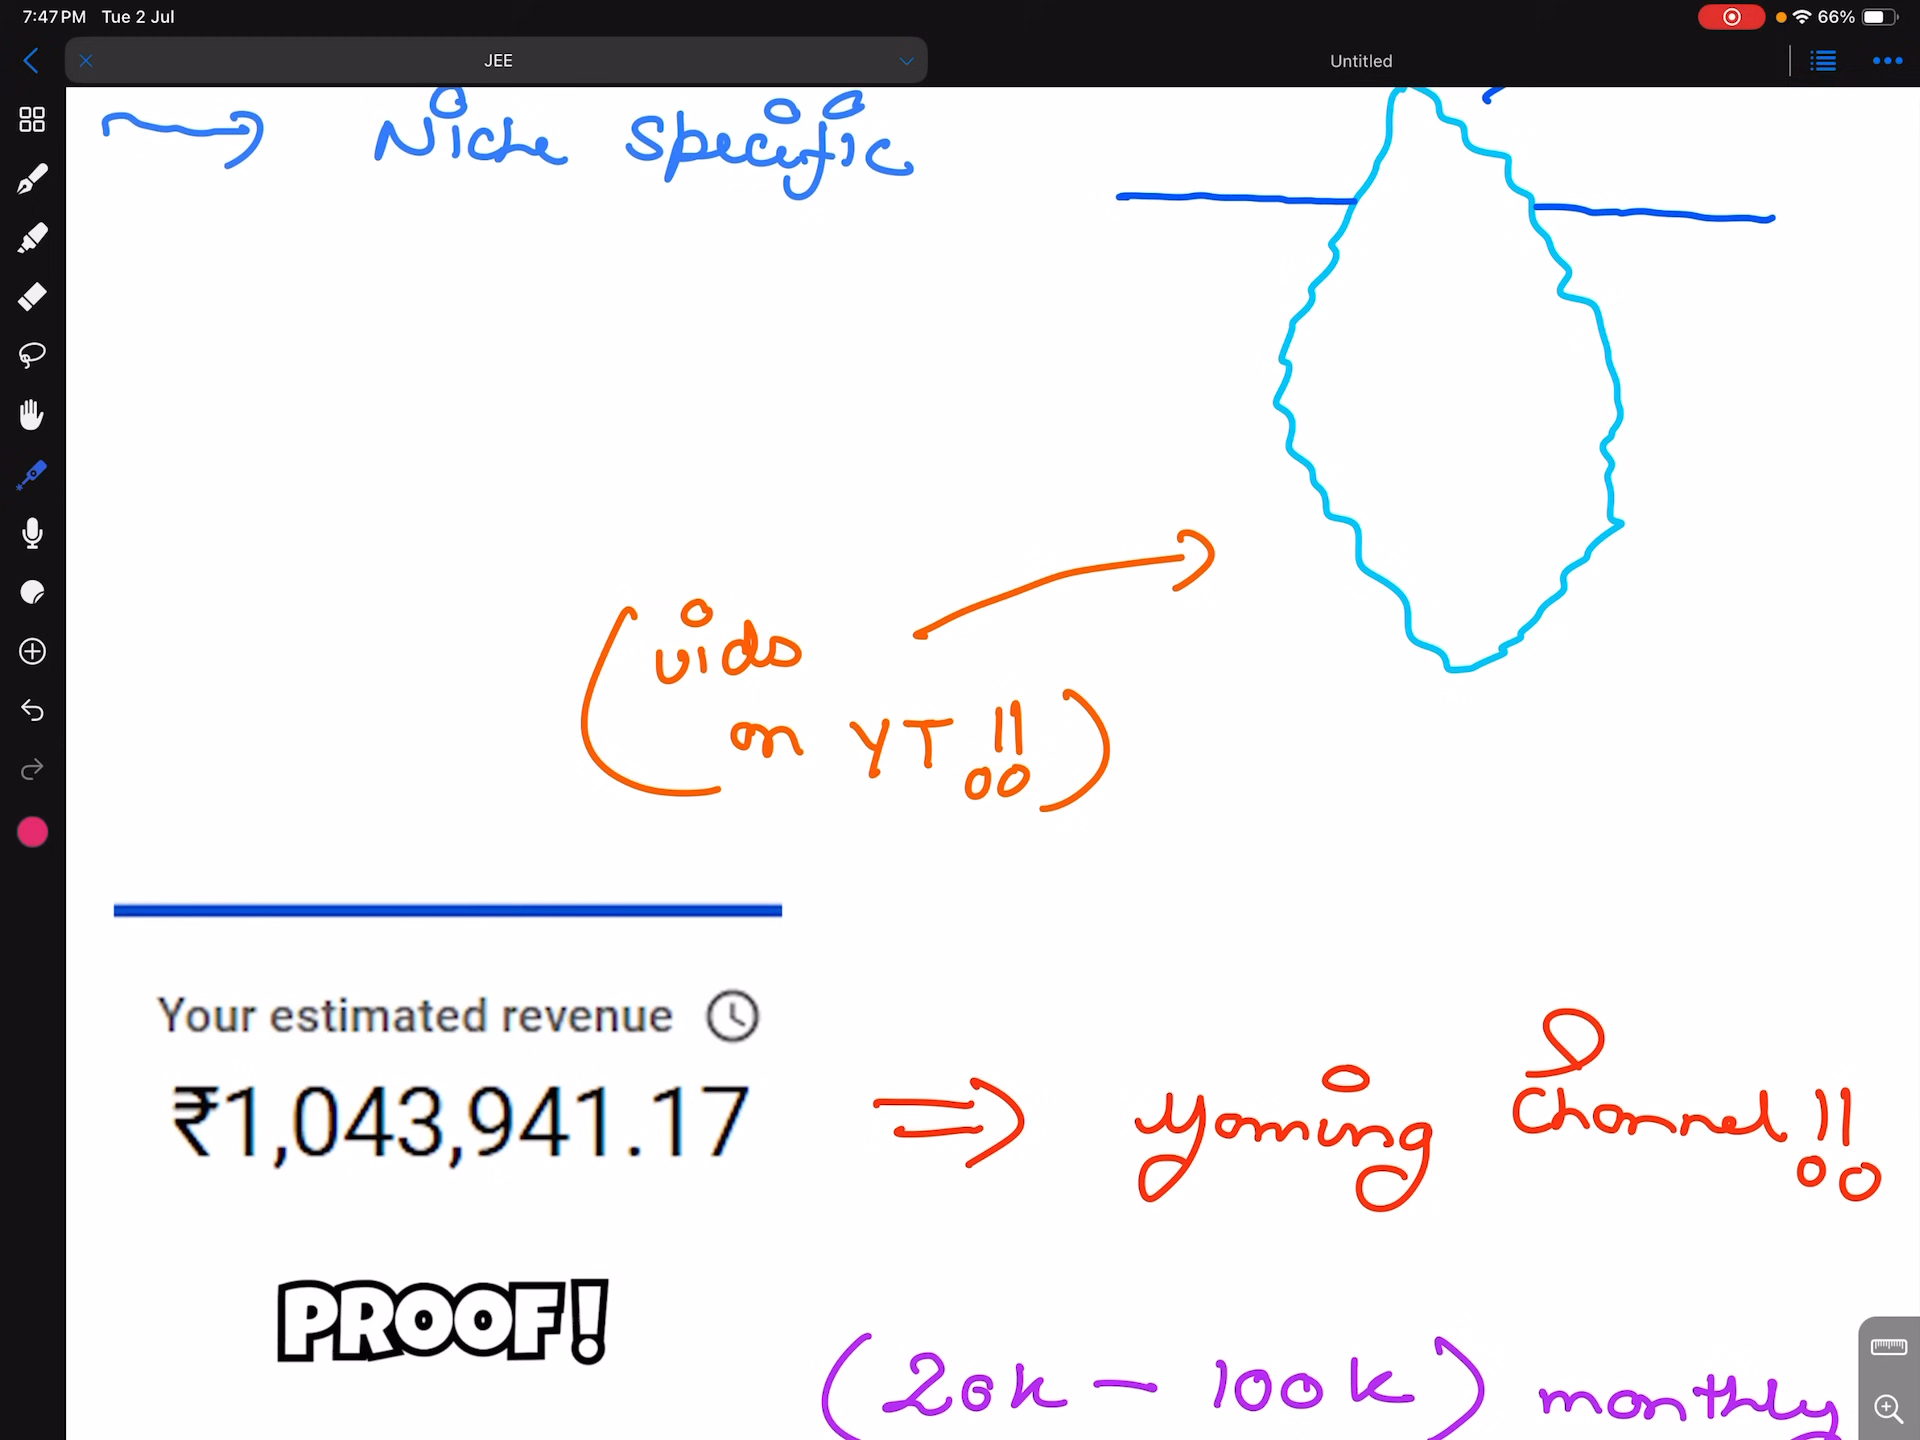 7:47 PM Tue 2 Jul
66%
JEE
Untitled
Niche Specific
vids
on YT !!
Your estimated revenue
₹1,043,941.17
Gaming Channel !!
PROOF!
(20k - 100k) monthly